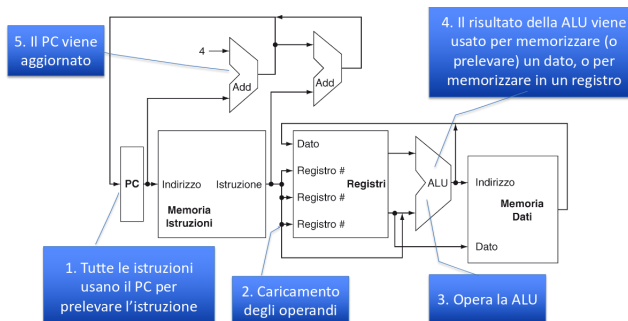 5. Il PC viene
aggiornato
4
Add
Add
4. Il risultato della ALU viene
usato per memorizzare (o
prelevare) un dato, o per
memorizzare in un registro
PC
Indirizzo
Istruzione
Memoria
Istruzioni
Dato
Registro #
Registri
Registro #
Registro #
ALU
Indirizzo
Memoria
Dati
Dato
1. Tutte le istruzioni
usano il PC per
prelevare l’istruzione
2. Caricamento
degli operandi
3. Opera la ALU